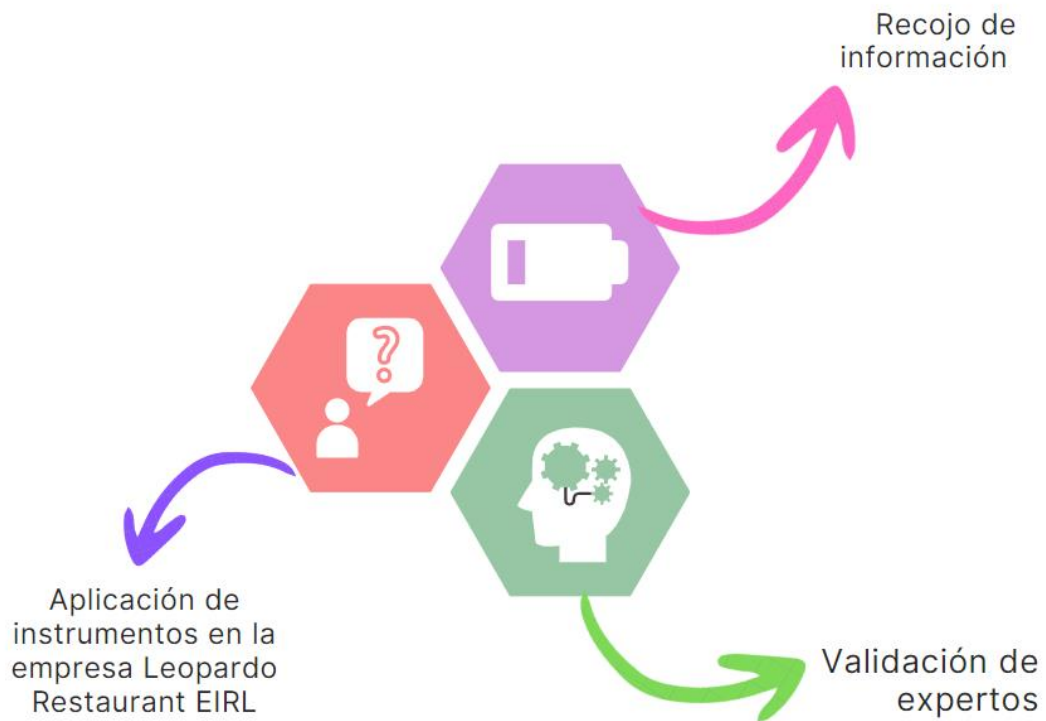 Recojo de
información
Aplicación de
instrumentos en la
empresa Leopardo
Restaurant EIRL
Validación de
expertos